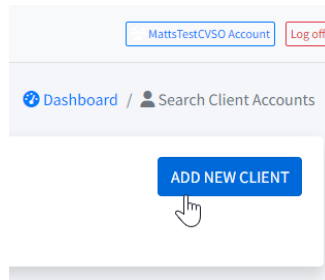 MattsTestCVSO Account Log off
Dashboard / Search Client Accounts
ADD NEW CLIENT